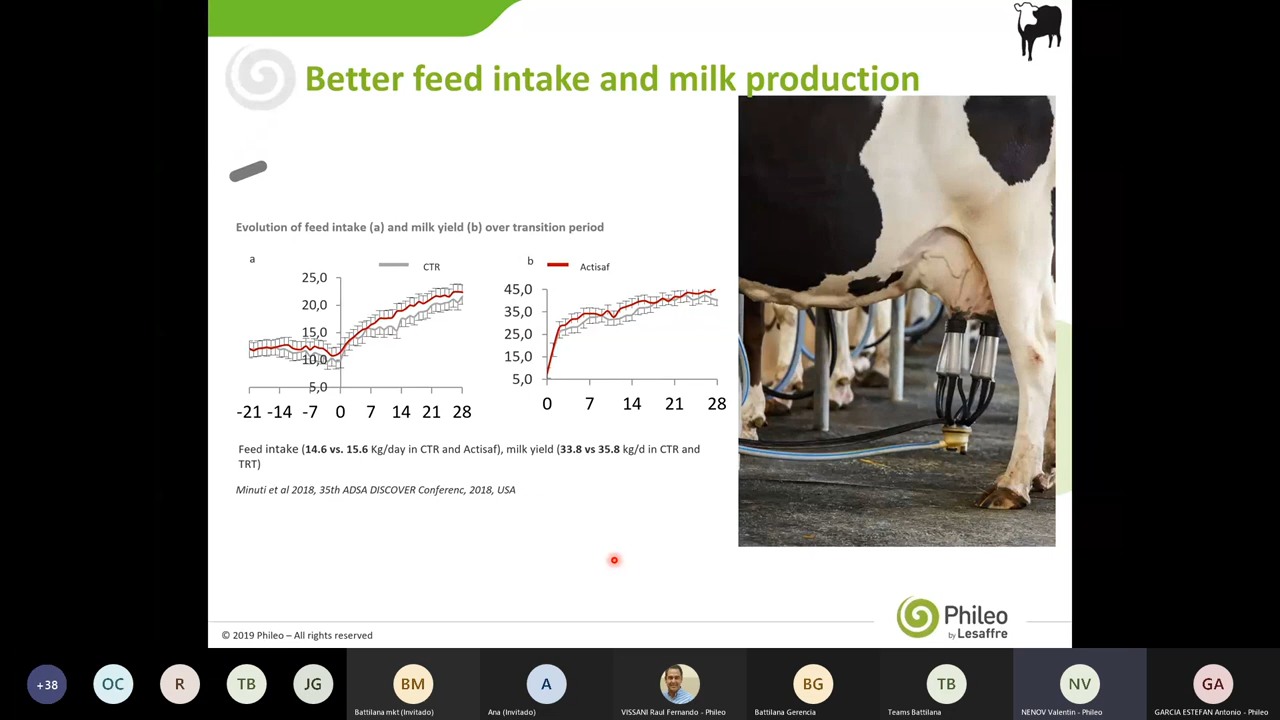 Better feed intake and milk production
Evolution of feed intake (a) and milk yield (b) over transition period
a
CTR
25,0
20,0
15,0
10,0
5,0
-21 -14 -7 0 7 14 21 28
b
Actisaf
45,0
35,0
25,0
15,0
5,0
0 7 14 21 28
Feed intake (14.6 vs. 15.6 Kg/day in CTR and Actisaf), milk yield (33.8 vs 35.8 kg/d in CTR and
TRT)
Minuti et al 2018, 35th ADSA DISCOVER Conferenc, 2018, USA
© 2019 Phileo – All rights reserved
Phileo
by Lesaffre
+38
OC
R
TB
JG
BM
Battilana mkt (Invitado)
A
Ana (Invitado)
VISSANI Raul Fernando - Phileo
BG
Battilana Gerencia
TB
Teams Battilana
NV
NENOV Valentin - Phileo
GA
GARCIA ESTEFAN Antonio - Phileo